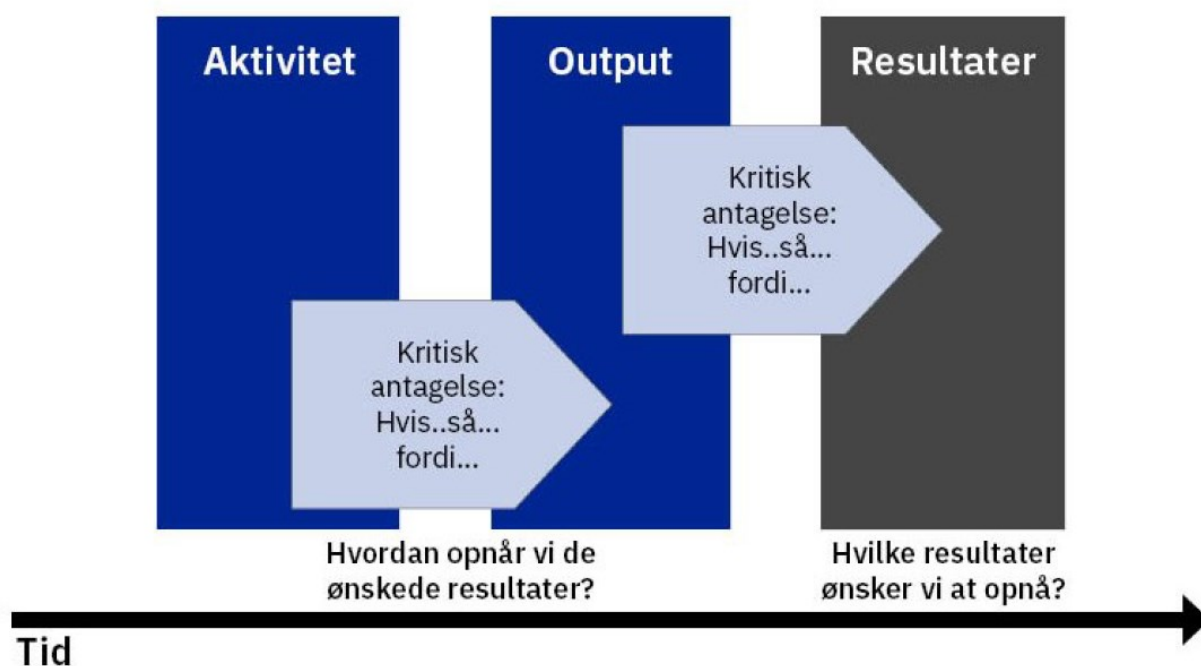 Aktivitet
Output
Resultater
Kritisk
antagelse:
Hvis..så...
fordi...
Kritisk
antagelse:
Hvis..så...
fordi...
Hvordan opnår vi de
ønskede resultater?
Hvilke resultater
ønsker vi at opnå?
Tid